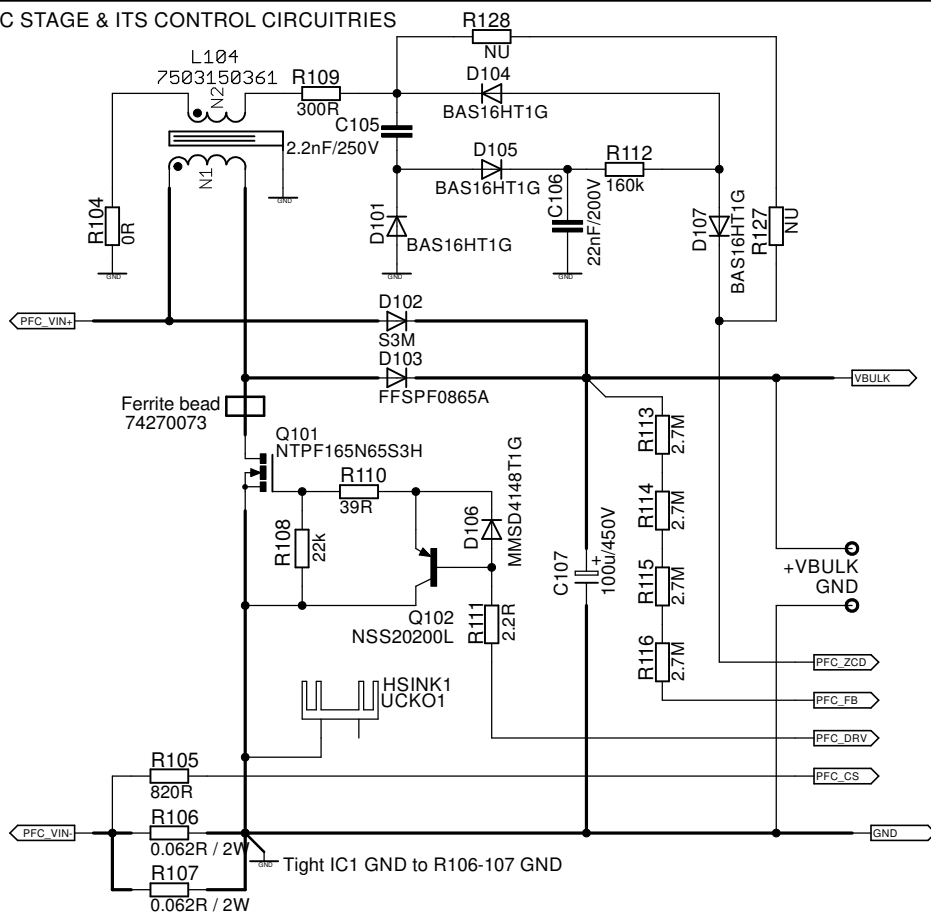 C STAGE & ITS CONTROL CIRCUITRIES
R128
NU
L104
7503150361
N2
R109
300R
D104
BAS16HT1G
C105
2.2nF/250V
D105
BAS16HT1G
R112
160k
N1
GND
R104
0R
GND
D101
BAS16HT1G
GND
C106
22nF/200V
GND
D107
BAS16HT1G
R127
NU
PFC_VIN+
D102
S3M
D103
FFSPF0865A
VBULK
Ferrite bead
74270073
Q101
NTPF165N65S3H
R110
39R
R108
22k
D106
MMSD4148T1G
R113
2.7M
R114
2.7M
R115
2.7M
R116
2.7M
C107
+
100u/450V
+VBULK
GND
Q102
NSS20200L
R111
2.2R
PFC_ZCD
PFC_FB
HSINK1
UCKO1
PFC_DRV
R105
820R
PFC_CS
R106
PFC_VIN-
0.062R / 2W
GND
GND
Tight IC1 GND to R106-107 GND
R107
0.062R / 2W